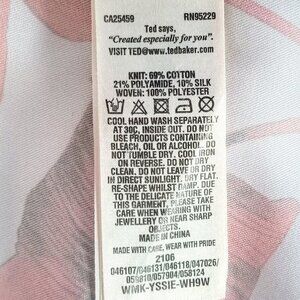 CA25459 RN95229
Ted says,
"Created especially for you".
VISIT TED@www.tedbaker.com
KNIT: 69% COTTON
21% POLYAMIDE, 10% SILK
WOVEN: 100% POLYESTER
COOL HAND WASH SEPARATELY
AT 30C, INSIDE OUT. DO NOT
USE PRODUCTS CONTAINING
BLEACH, OIL OR ALCOHOL. DO
NOT TUMBLE DRY. COOL IRON
ON REVERSE. DO NOT DRY
CLEAN. DO NOT LEAVE OR DRY
IN DIRECT SUNLIGHT. DRY FLAT.
RE-SHAPE WHILST DAMP. DUE
TO THE DELICATE NATURE OF
THIS GARMENT, PLEASE TAKE
CARE WHEN WEARING WITH
JEWELLERY OR NEAR SHARP
OBJECTS.
MADE IN CHINA
MADE WITH CARE, WEAR WITH PRIDE
2106
046107/046131/046118/047026/
059810/057904/058124
WMK-YSSIE-WH9W